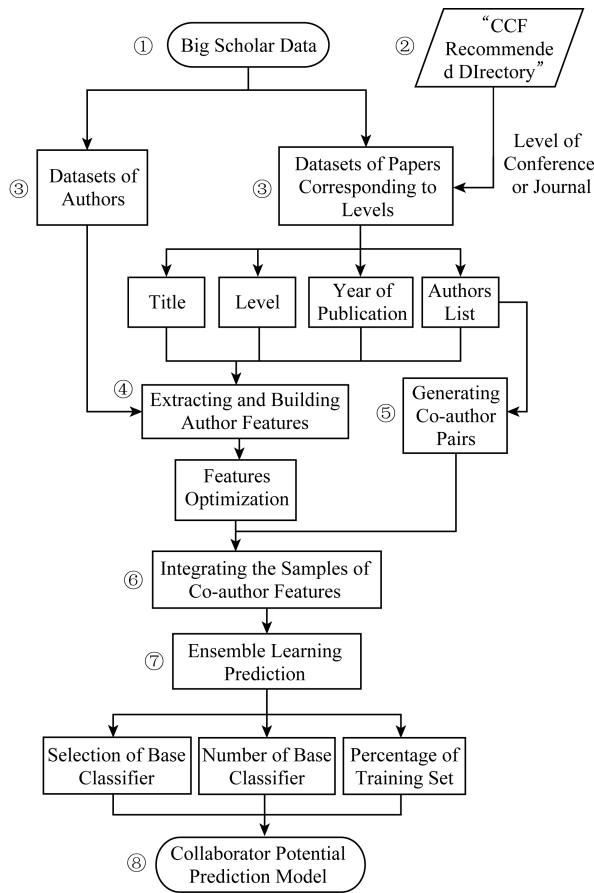 ①
Big Scholar Data
②
“CCF
Recommende
d DIrectory”
Level of
Conference
or Journal
③
Datasets of
Authors
③
Datasets of Papers
Corresponding to
Levels
Title
Level
Year of
Publication
Authors
List
④
Extracting and Building
Author Features
⑤
Generating
Co-author
Pairs
Features
Optimization
⑥
Integrating the Samples of
Co-author Features
⑦
Ensemble Learning
Prediction
Selection of Base
Classifier
Number of Base
Classifier
Percentage of
Training Set
⑧
Collaborator Potential
Prediction Model